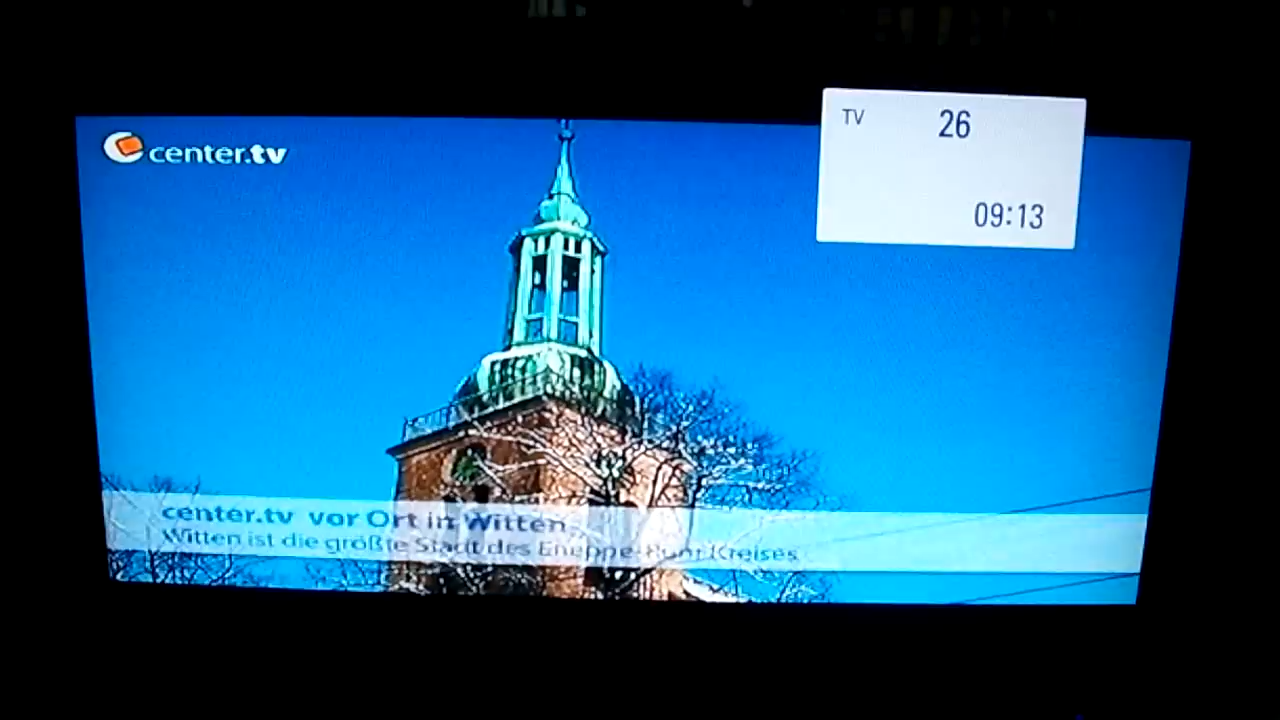 center.tv
TV 26
09:13
center.tv vor Ort in Witten
Witten ist die größte Stadt des Eneppe-Ruhr-Kreises